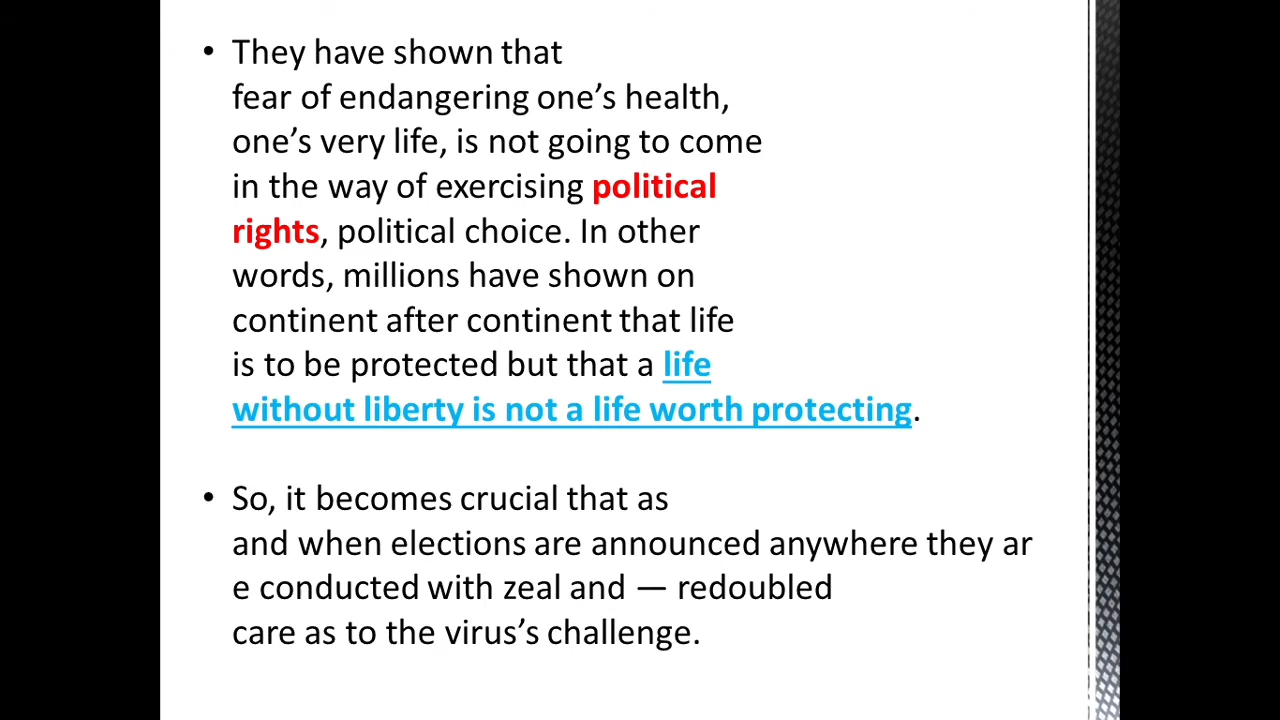 • They have shown that
fear of endangering one’s health,
one’s very life, is not going to come
in the way of exercising political
rights, political choice. In other
words, millions have shown on
continent after continent that life
is to be protected but that a life
without liberty is not a life worth protecting.
• So, it becomes crucial that as
and when elections are announced anywhere they ar
e conducted with zeal and — redoubled
care as to the virus’s challenge.